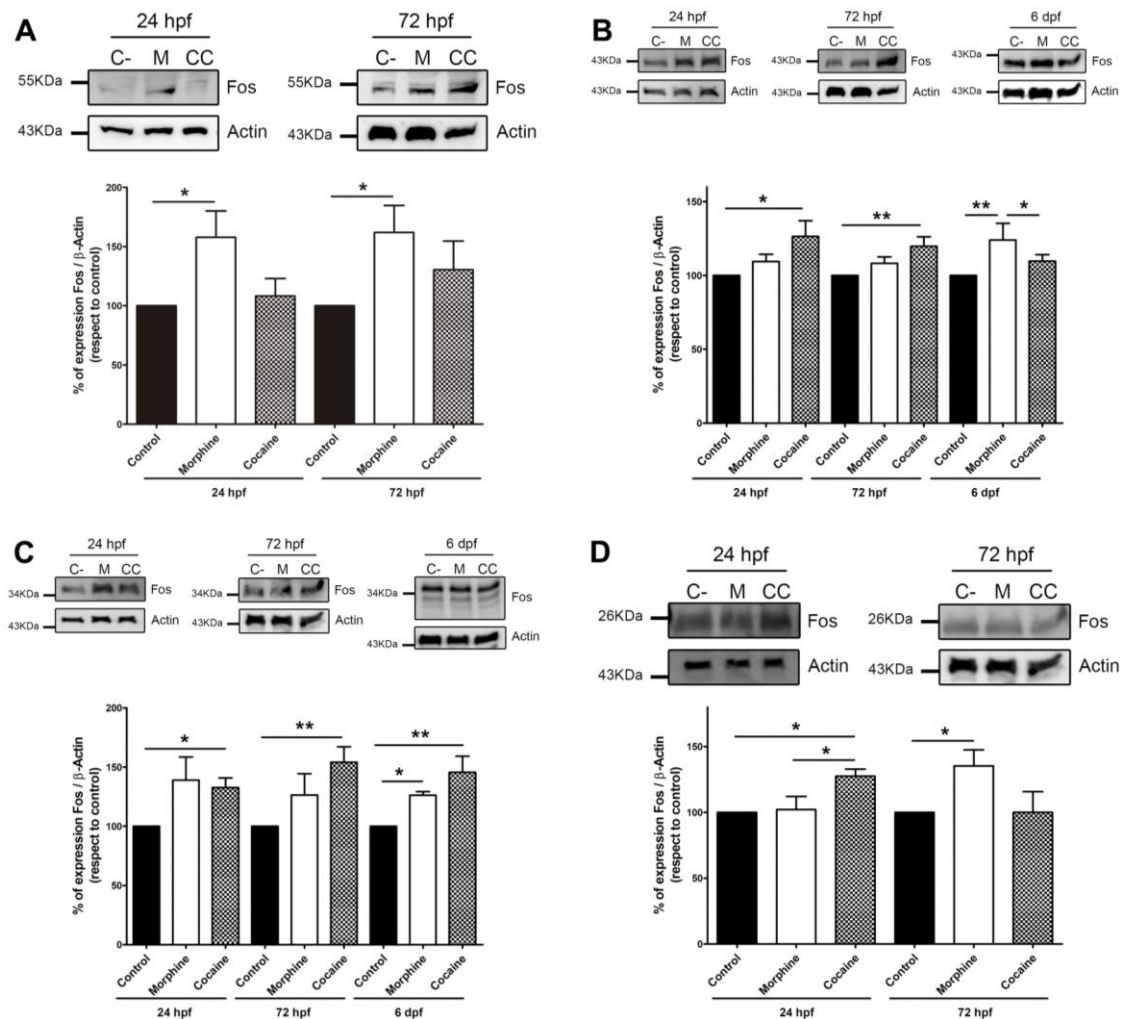 A
24 hpf
72 hpf
C- M CC
C- M CC
55KDa
Fos
55KDa
Fos
43KDa
Actin
43KDa
Actin
% of expression Fos / β-Actin
(respect to control)
200
150
100
50
0
*
*
Control
Morphine
Cocaine
Control
Morphine
Cocaine
24 hpf
72 hpf
B
24 hpf
72 hpf
6 dpf
C- M CC
C- M CC
C- M CC
43KDa
Fos
43KDa
Fos
43KDa
Fos
43KDa
Actin
43KDa
Actin
43KDa
Actin
% of expression Fos / β-Actin
(respect to control)
150
100
50
0
*
**
**
*
Control
Morphine
Cocaine
Control
Morphine
Cocaine
Control
Morphine
Cocaine
24 hpf
72 hpf
6 dpf
C
24 hpf
72 hpf
6 dpf
C- M CC
C- M CC
C- M CC
34KDa
Fos
34KDa
Fos
34KDa
Fos
43KDa
Actin
43KDa
Actin
43KDa
Actin
% of expression Fos / β-Actin
(respect to control)
200
150
100
50
0
*
**
**
*
Control
Morphine
Cocaine
Control
Morphine
Cocaine
Control
Morphine
Cocaine
24 hpf
72 hpf
6 dpf
D
24 hpf
72 hpf
C- M CC
C- M CC
26KDa
Fos
26KDa
Fos
43KDa
Actin
43KDa
Actin
% of expression Fos / β-Actin
(respect to control)
200
150
100
50
0
*
*
*
Control
Morphine
Cocaine
Control
Morphine
Cocaine
24 hpf
72 hpf